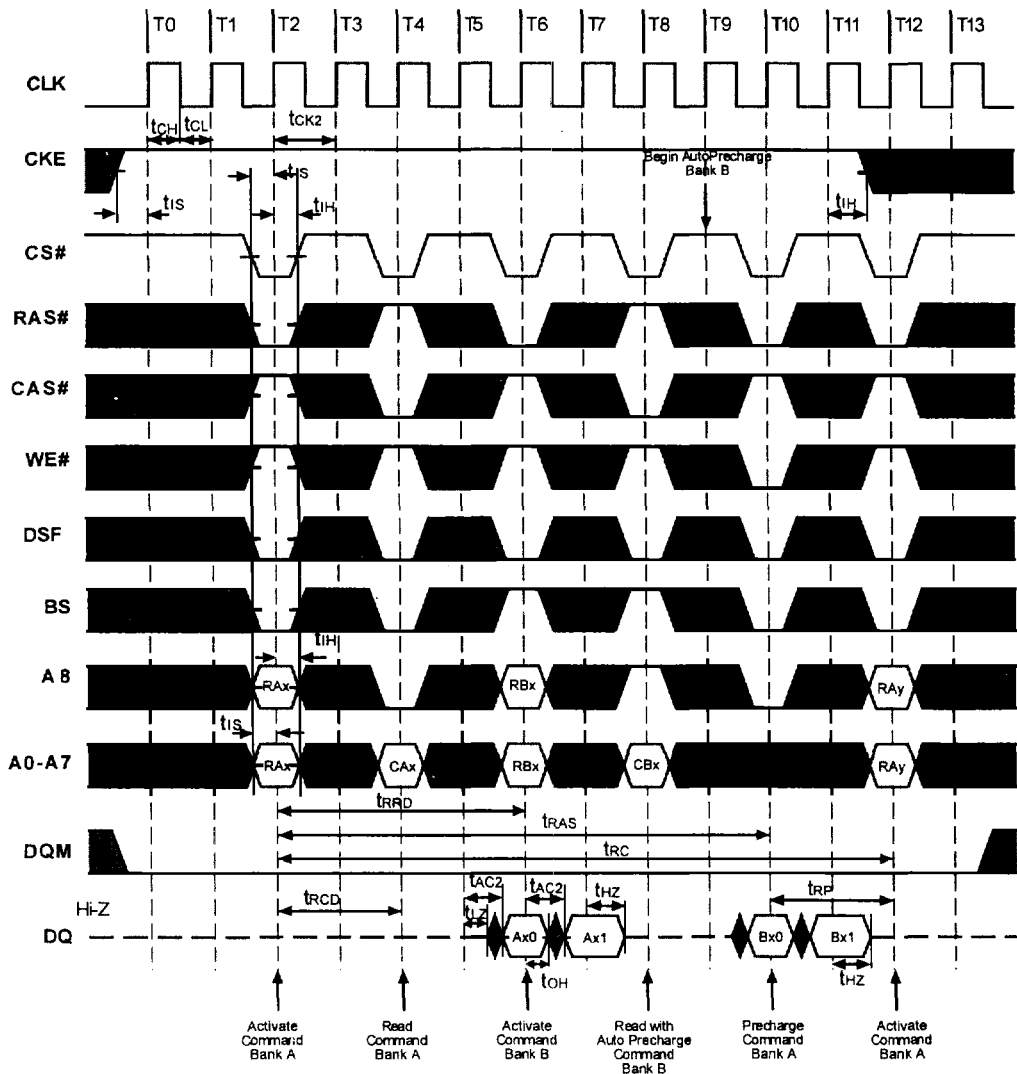 T0 T1 T2 T3 T4 T5 T6 T7 T8 T9 T10 T11 T12 T13
CLK
tCH tCL tCK2
CKE
Begin AutoPrecharge
Bank B
tIS
tIS tIH tIH
CS#
RAS#
CAS#
WE#
DSF
BS
tIH
A8
RAx RBx RAy
tIS
A0-A7
RAx CAx RBx CBx RAy
tRRD
tRAS
DQM
tRC
tAC2 tAC2 tHZ tRP
Hi-Z
tRCD tLZ
DQ
Ax0 Ax1 Bx0 Bx1
tOH tHZ
Activate
Command
Bank A
Read
Command
Bank A
Activate
Command
Bank B
Read with
Auto Precharge
Command
Bank B
Precharge
Command
Bank A
Activate
Command
Bank A